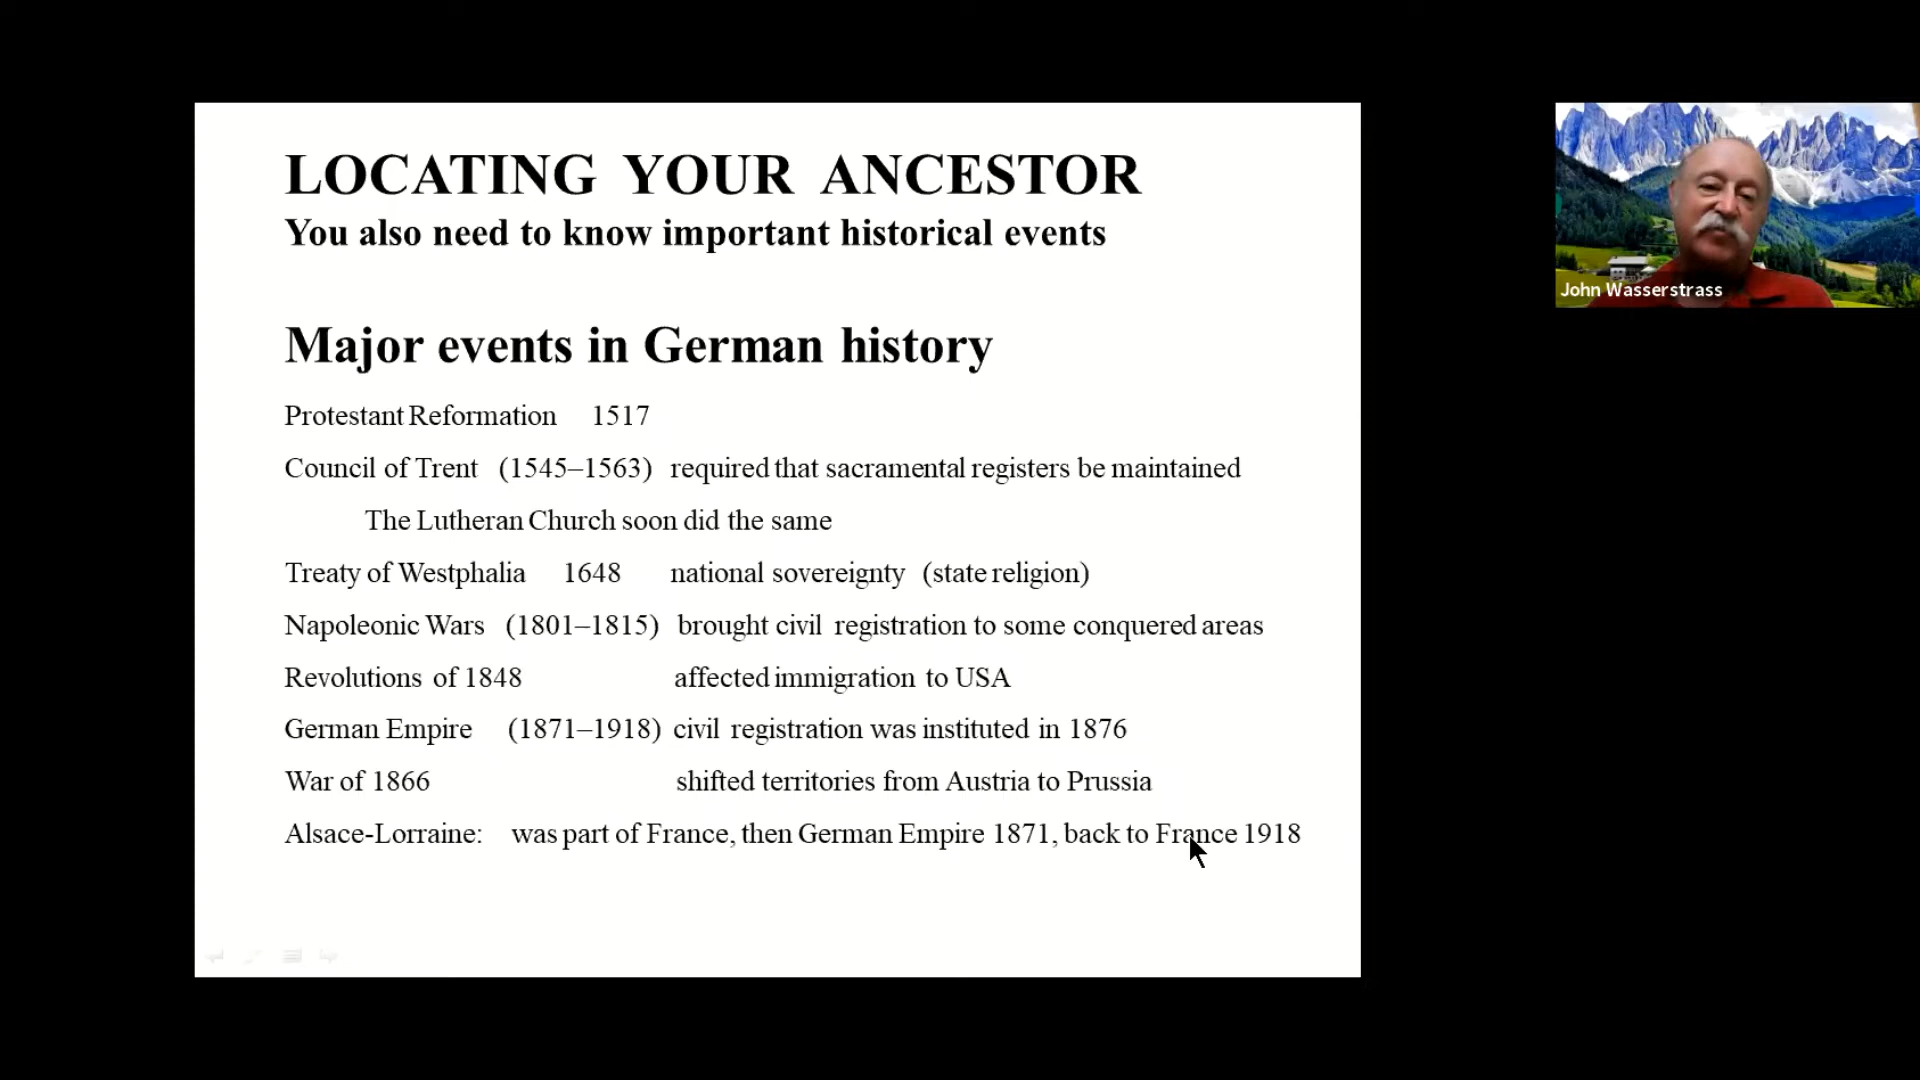 LOCATING YOUR ANCESTOR
You also need to know important historical events
Major events in German history
Protestant Reformation 1517
Council of Trent (1545–1563) required that sacramental registers be maintained
The Lutheran Church soon did the same
Treaty of Westphalia 1648 national sovereignty (state religion)
Napoleonic Wars (1801–1815) brought civil registration to some conquered areas
Revolutions of 1848 affected immigration to USA
German Empire (1871–1918) civil registration was instituted in 1876
War of 1866 shifted territories from Austria to Prussia
Alsace-Lorraine: was part of France, then German Empire 1871, back to France 1918
John Wasserstrass